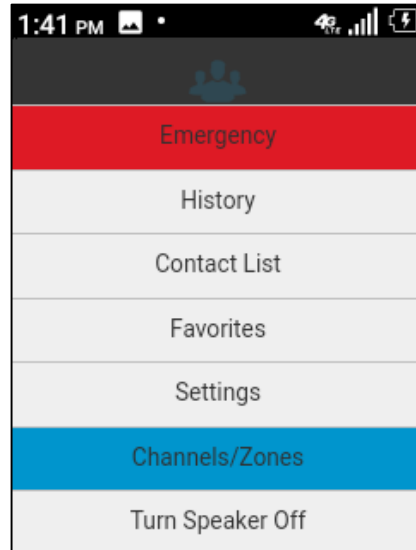 1:41 PM 4G LTE
Emergency
History
Contact List
Favorites
Settings
Channels/Zones
Turn Speaker Off